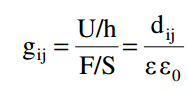 g_ij = (U/h) / (F/S) = d_ij / (εε_0)